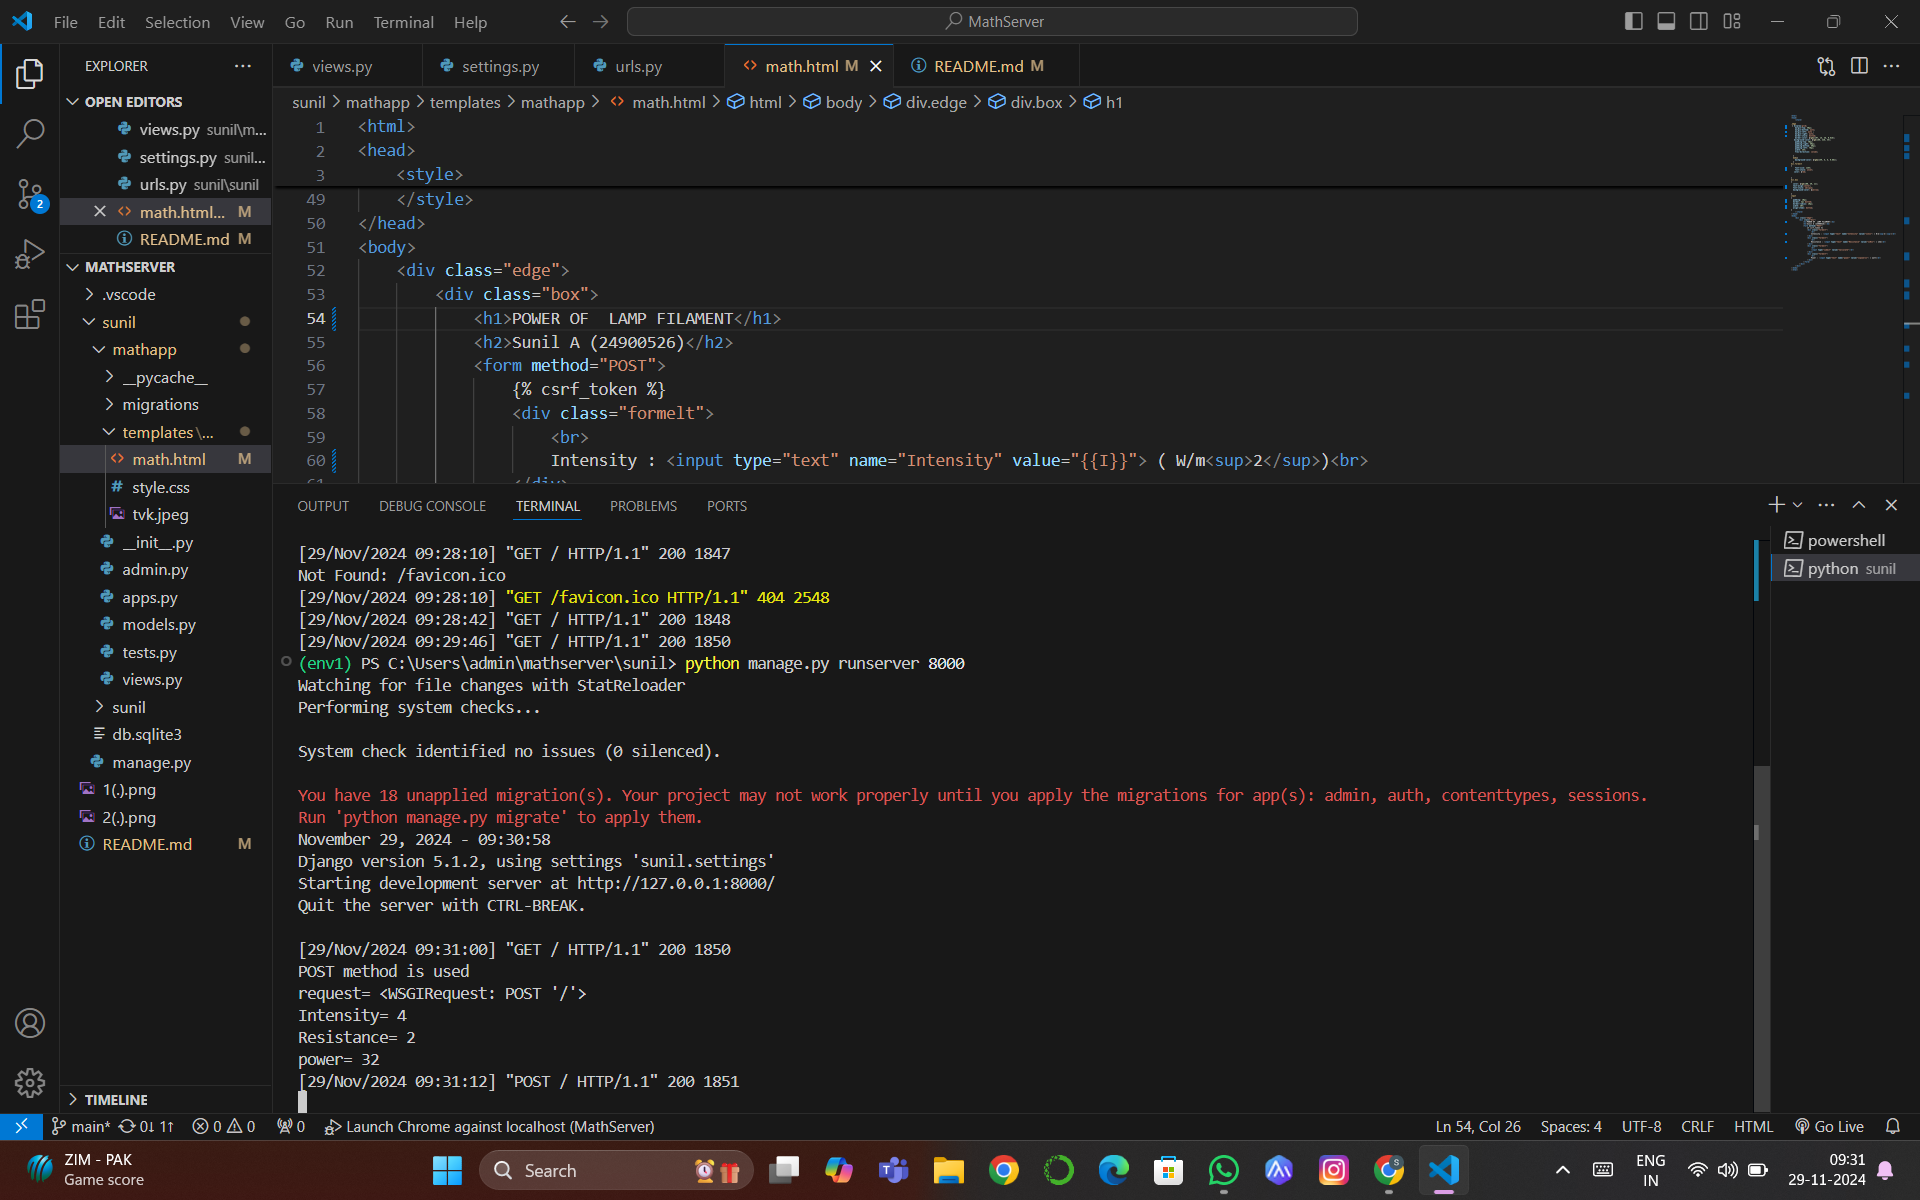 File Edit Selection View Go Run Terminal Help
MathServer
EXPLORER
OPEN EDITORS
views.py sunil\m...
settings.py sunil...
urls.py sunil\sunil
math.html... M
README.md M
MATHSERVER
.vscode
sunil
mathapp
__pycache__
migrations
templates\...
math.html M
style.css
tvk.jpeg
__init__.py
admin.py
apps.py
models.py
tests.py
views.py
sunil
db.sqlite3
manage.py
1(.).png
2(.).png
README.md M
TIMELINE
views.py settings.py urls.py math.html M README.md M
sunil > mathapp > templates > mathapp > math.html > html > body > div.edge > div.box > h1
1 <html>
2 <head>
3 <style>
49 </style>
50 </head>
51 <body>
52 <div class="edge">
53 <div class="box">
54 <h1>POWER OF  LAMP FILAMENT</h1>
55 <h2>Sunil A (24900526)</h2>
56 <form method="POST">
57 {% csrf_token %}
58 <div class="formelt">
59 <br>
60 Intensity : <input type="text" name="Intensity" value="{{I}}"> ( W/m<sup>2</sup>)<br>
61 </div>
OUTPUT DEBUG CONSOLE TERMINAL PROBLEMS PORTS
powershell
python sunil
[29/Nov/2024 09:28:10] "GET / HTTP/1.1" 200 1847
Not Found: /favicon.ico
[29/Nov/2024 09:28:10] "GET /favicon.ico HTTP/1.1" 404 2548
[29/Nov/2024 09:28:42] "GET / HTTP/1.1" 200 1848
[29/Nov/2024 09:29:46] "GET / HTTP/1.1" 200 1850
(env1) PS C:\Users\admin\mathserver\sunil> python manage.py runserver 8000
Watching for file changes with StatReloader
Performing system checks...
System check identified no issues (0 silenced).
You have 18 unapplied migration(s). Your project may not work properly until you apply the migrations for app(s): admin, auth, contenttypes, sessions.
Run 'python manage.py migrate' to apply them.
November 29, 2024 - 09:30:58
Django version 5.1.2, using settings 'sunil.settings'
Starting development server at http://127.0.0.1:8000/
Quit the server with CTRL-BREAK.
[29/Nov/2024 09:31:00] "GET / HTTP/1.1" 200 1850
POST method is used
request= <WSGIRequest: POST '/'>
Intensity= 4
Resistance= 2
power= 32
[29/Nov/2024 09:31:12] "POST / HTTP/1.1" 200 1851
2
main* 0↓ 1↑ 0 0 0 Launch Chrome against localhost (MathServer) Ln 54, Col 26 Spaces: 4 UTF-8 CRLF HTML Go Live
ZIM - PAK
Game score
Search
S
ENG
IN
09:31
29-11-2024